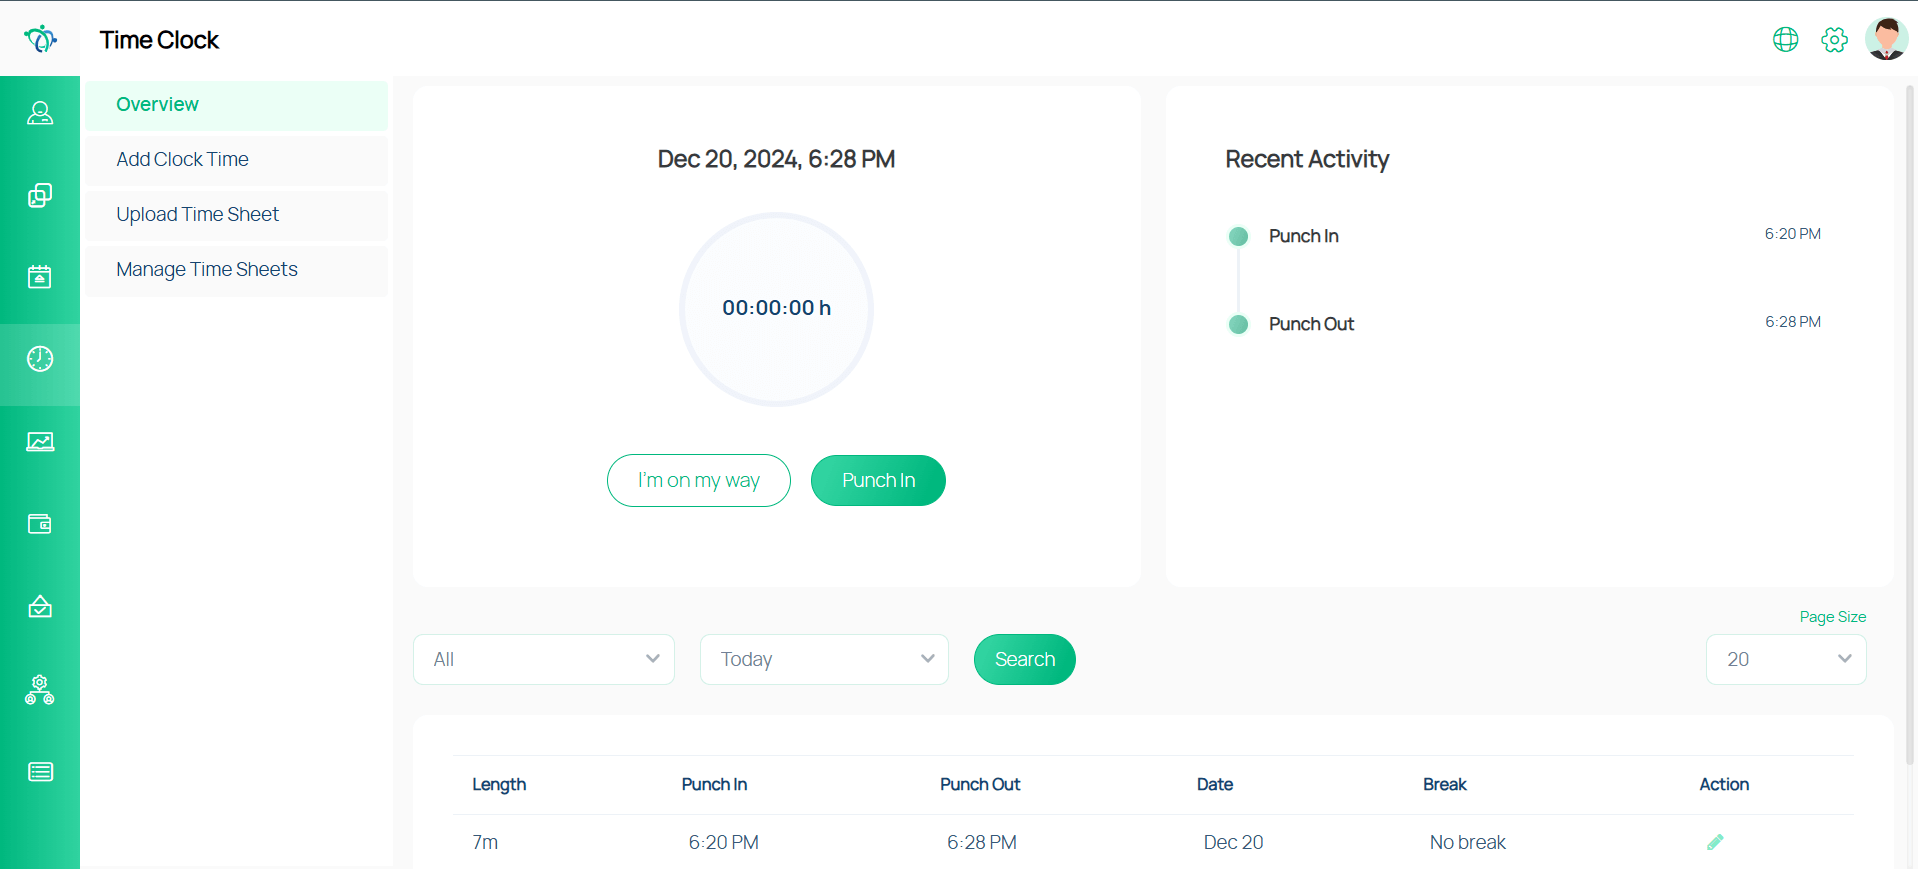 Time Clock
Overview
Add Clock Time
Upload Time Sheet
Manage Time Sheets
Dec 20, 2024, 6:28 PM
00:00:00 h
I'm on my way
Punch In
Recent Activity
Punch In 6:20 PM
Punch Out 6:28 PM
Page Size
All Today Search 20
Length Punch In Punch Out Date Break Action
7m 6:20 PM 6:28 PM Dec 20 No break